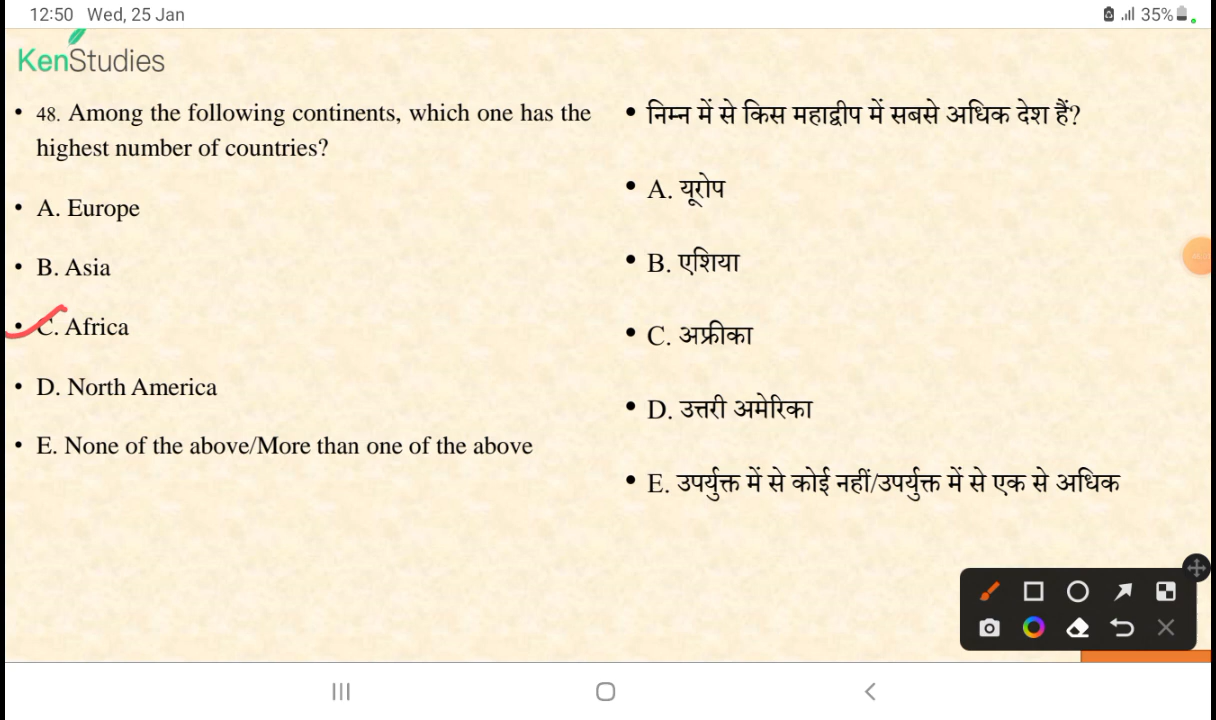 12:50 Wed, 25 Jan
35%
KenStudies
• 48. Among the following continents, which one has the
highest number of countries?
• A. Europe
• B. Asia
• C. Africa
• D. North America
• E. None of the above/More than one of the above
• निम्न में से किस महाद्वीप में सबसे अधिक देश हैं?
• A. यूरोप
• B. एशिया
• C. अफ्रीका
• D. उत्तरी अमेरिका
• E. उपर्युक्त में से कोई नहीं/उपर्युक्त में से एक से अधिक